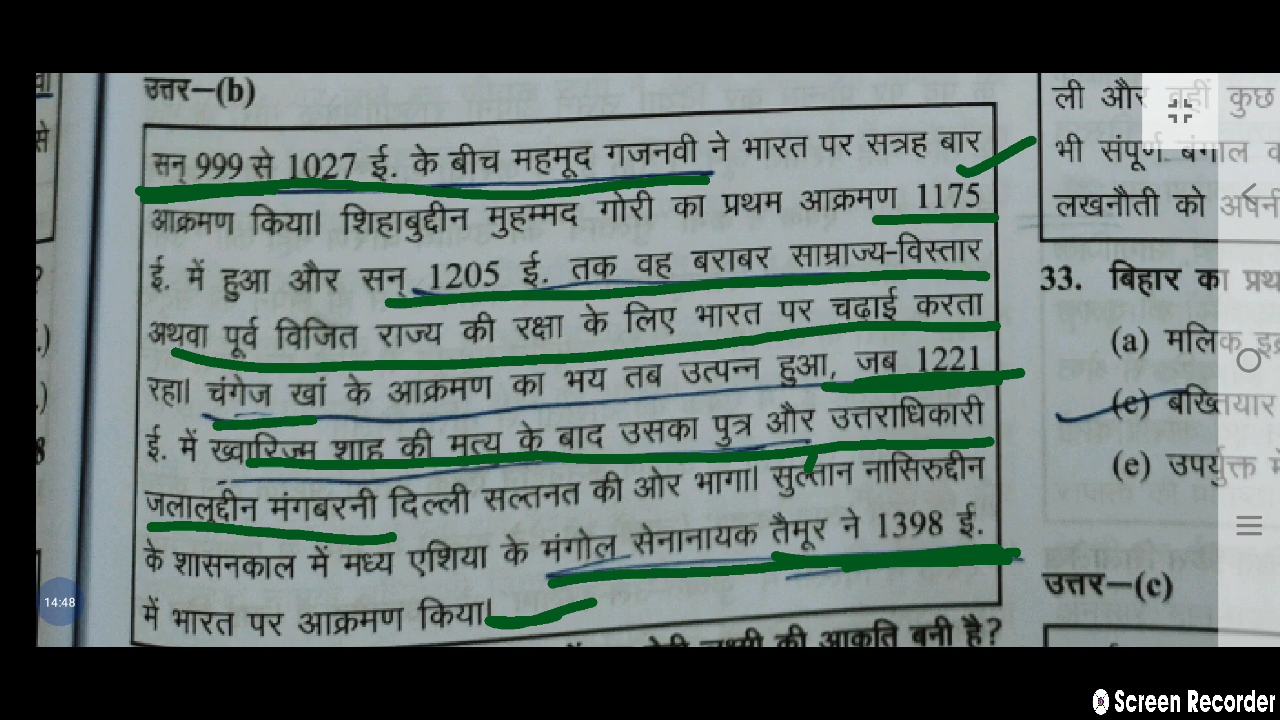 उत्तर–(b)
सन् 999 से 1027 ई. के बीच महमूद गजनवी ने भारत पर सत्रह बार
आक्रमण किया। शिहाबुद्दीन मुहम्मद गोरी का प्रथम आक्रमण 1175
ई. में हुआ और सन् 1205 ई. तक वह बराबर साम्राज्य-विस्तार
अथवा पूर्व विजित राज्य की रक्षा के लिए भारत पर चढ़ाई करता
रहा। चंगेज खां के आक्रमण का भय तब उत्पन्न हुआ, जब 1221
ई. में ख्वारिज्म शाह की मृत्यु के बाद उसका पुत्र और उत्तराधिकारी
जलालुद्दीन मंगबरनी दिल्ली सल्तनत की ओर भागा। सुल्तान नासिरुद्दीन
के शासनकाल में मध्य एशिया के मंगोल सेनानायक तैमूर ने 1398 ई.
में भारत पर आक्रमण किया।
की आकृति बनी है?
ली और वहीं कुछ
भी संपूर्ण बंगाल
लखनौती को
33. बिहार का
(a) मलिक
(c) बख्तियार
(e) उपर्युक्त
उत्तर–(c)
14:48
Screen Recorder